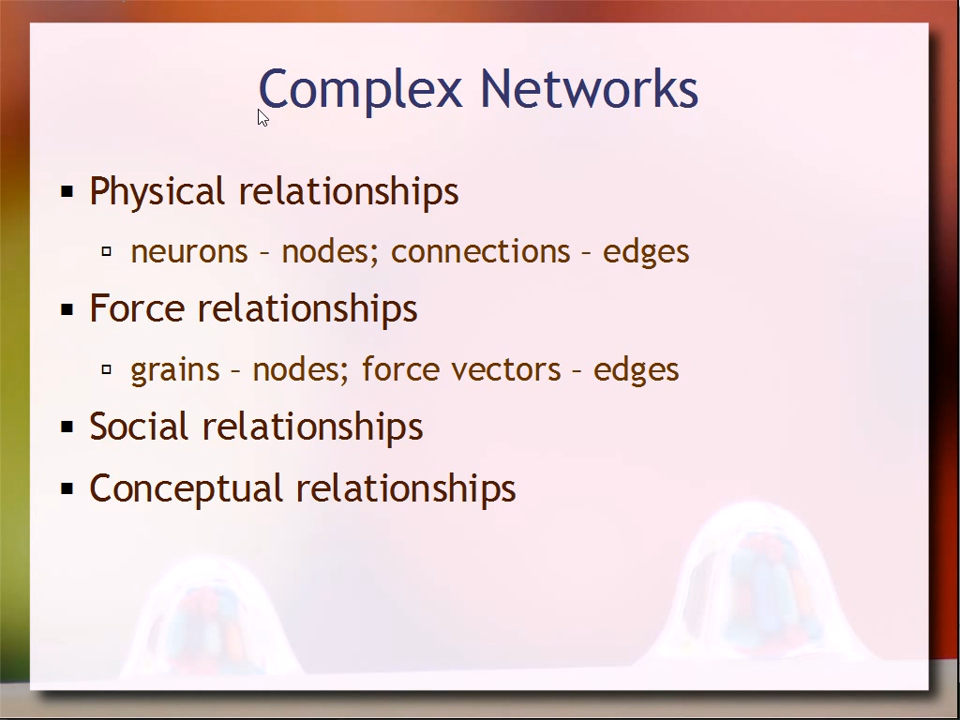 Complex Networks
Physical relationships
neurons – nodes; connections – edges
Force relationships
grains – nodes; force vectors – edges
Social relationships
Conceptual relationships